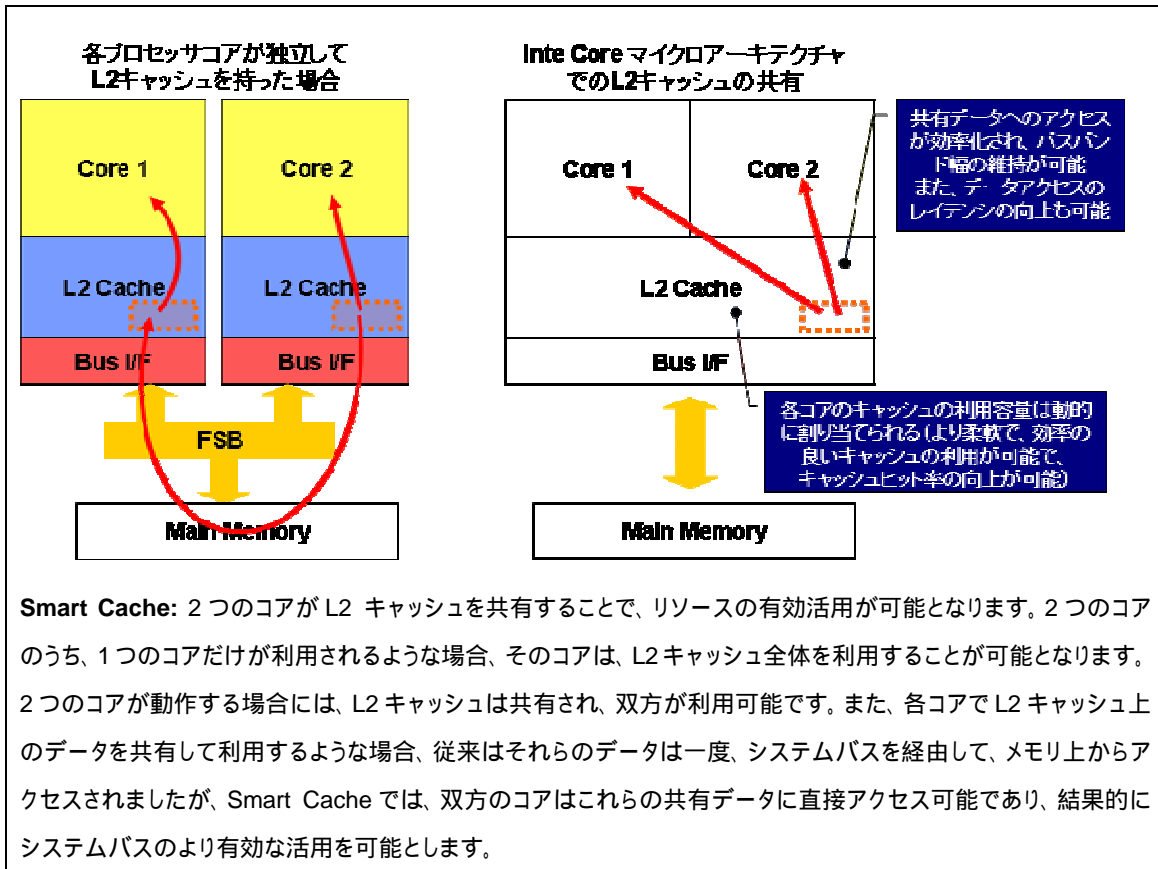 各プロセッサコアが独立して
L2キャッシュを持った場合
Core 1
Core 2
L2 Cache
L2 Cache
Bus I/F
Bus I/F
FSB
Main Memory
Inte Core マイクロアーキテクチャ
でのL2キャッシュの共有
Core 1
Core 2
L2 Cache
Bus I/F
Main Memory
共有データへのアクセス
が効率化され、バスバン
ド幅の維持が可能
また、データアクセスの
レイテンシの向上も可能
各コアのキャッシュの利用容量は動的
に割り当てられる(より柔軟で、効率の
良いキャッシュの利用が可能で、
キャッシュヒット率の向上が可能)
Smart Cache: 2 つのコアが L2 キャッシュを共有することで、リソースの有効活用が可能となります。2 つのコア
のうち、1 つのコアだけが利用されるような場合、そのコアは、L2 キャッシュ全体を利用することが可能となります。
2 つのコアが動作する場合には、L2 キャッシュは共有され、双方が利用可能です。また、各コアで L2 キャッシュ上
のデータを共有して利用するような場合、従来はそれらのデータは一度、システムバスを経由して、メモリ上からア
クセスされましたが、Smart Cache では、双方のコアはこれらの共有データに直接アクセス可能であり、結果的に
システムバスのより有効な活用を可能とします。